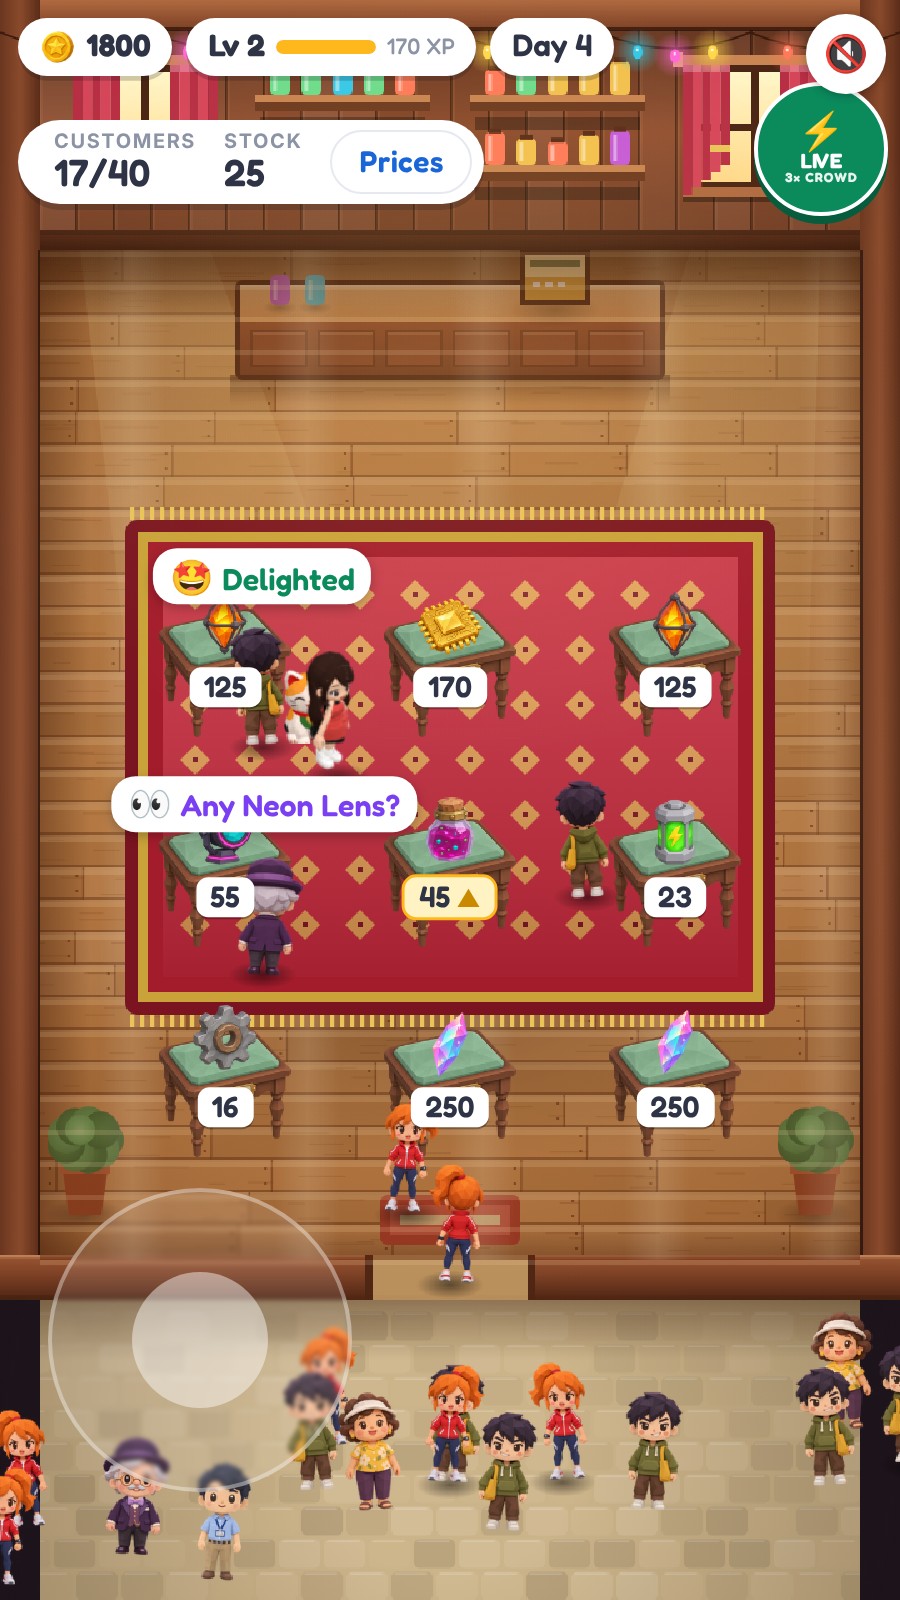 1800
Lv 2
170 XP
Day 4
LIVE
3x CROWD
CUSTOMERS
17/40
STOCK
25
Prices
Delighted
125
170
125
Any Neon Lens?
55
45
23
16
250
250